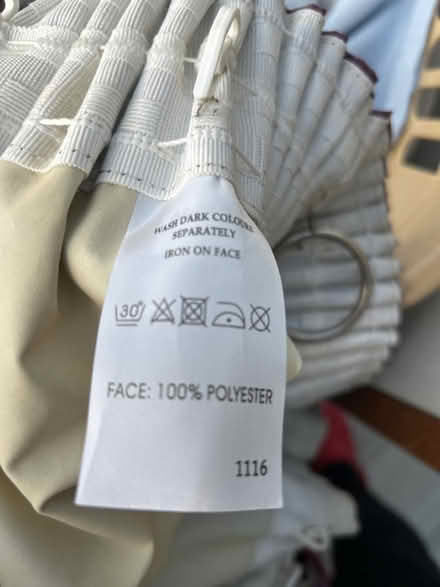 WASH DARK COLOURS
SEPARATELY
IRON ON FACE
30°
FACE: 100% POLYESTER
1116